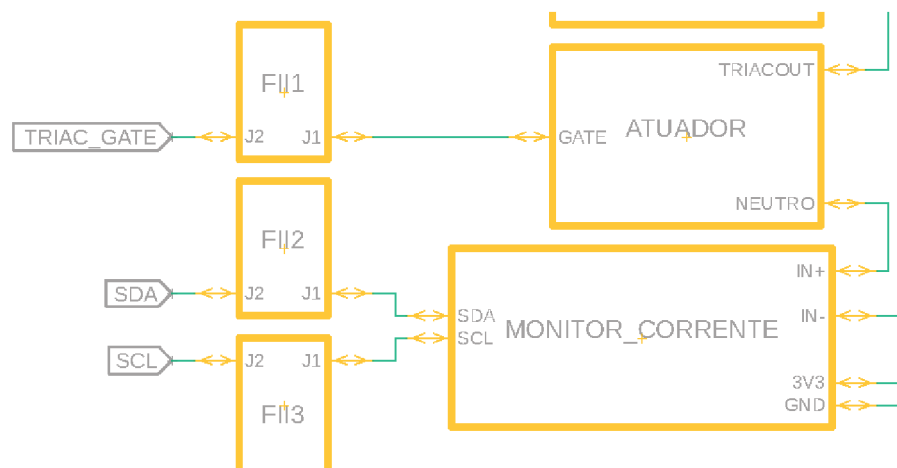 FII1
TRIAC_GATE
J2
J1
TRIACOUT
GATE
ATUADOR
NEUTRO
FII2
SDA
J2
J1
SCL
J2
J1
FII3
SDA
SCL
MONITOR_CORRENTE
IN+
IN-
3V3
GND